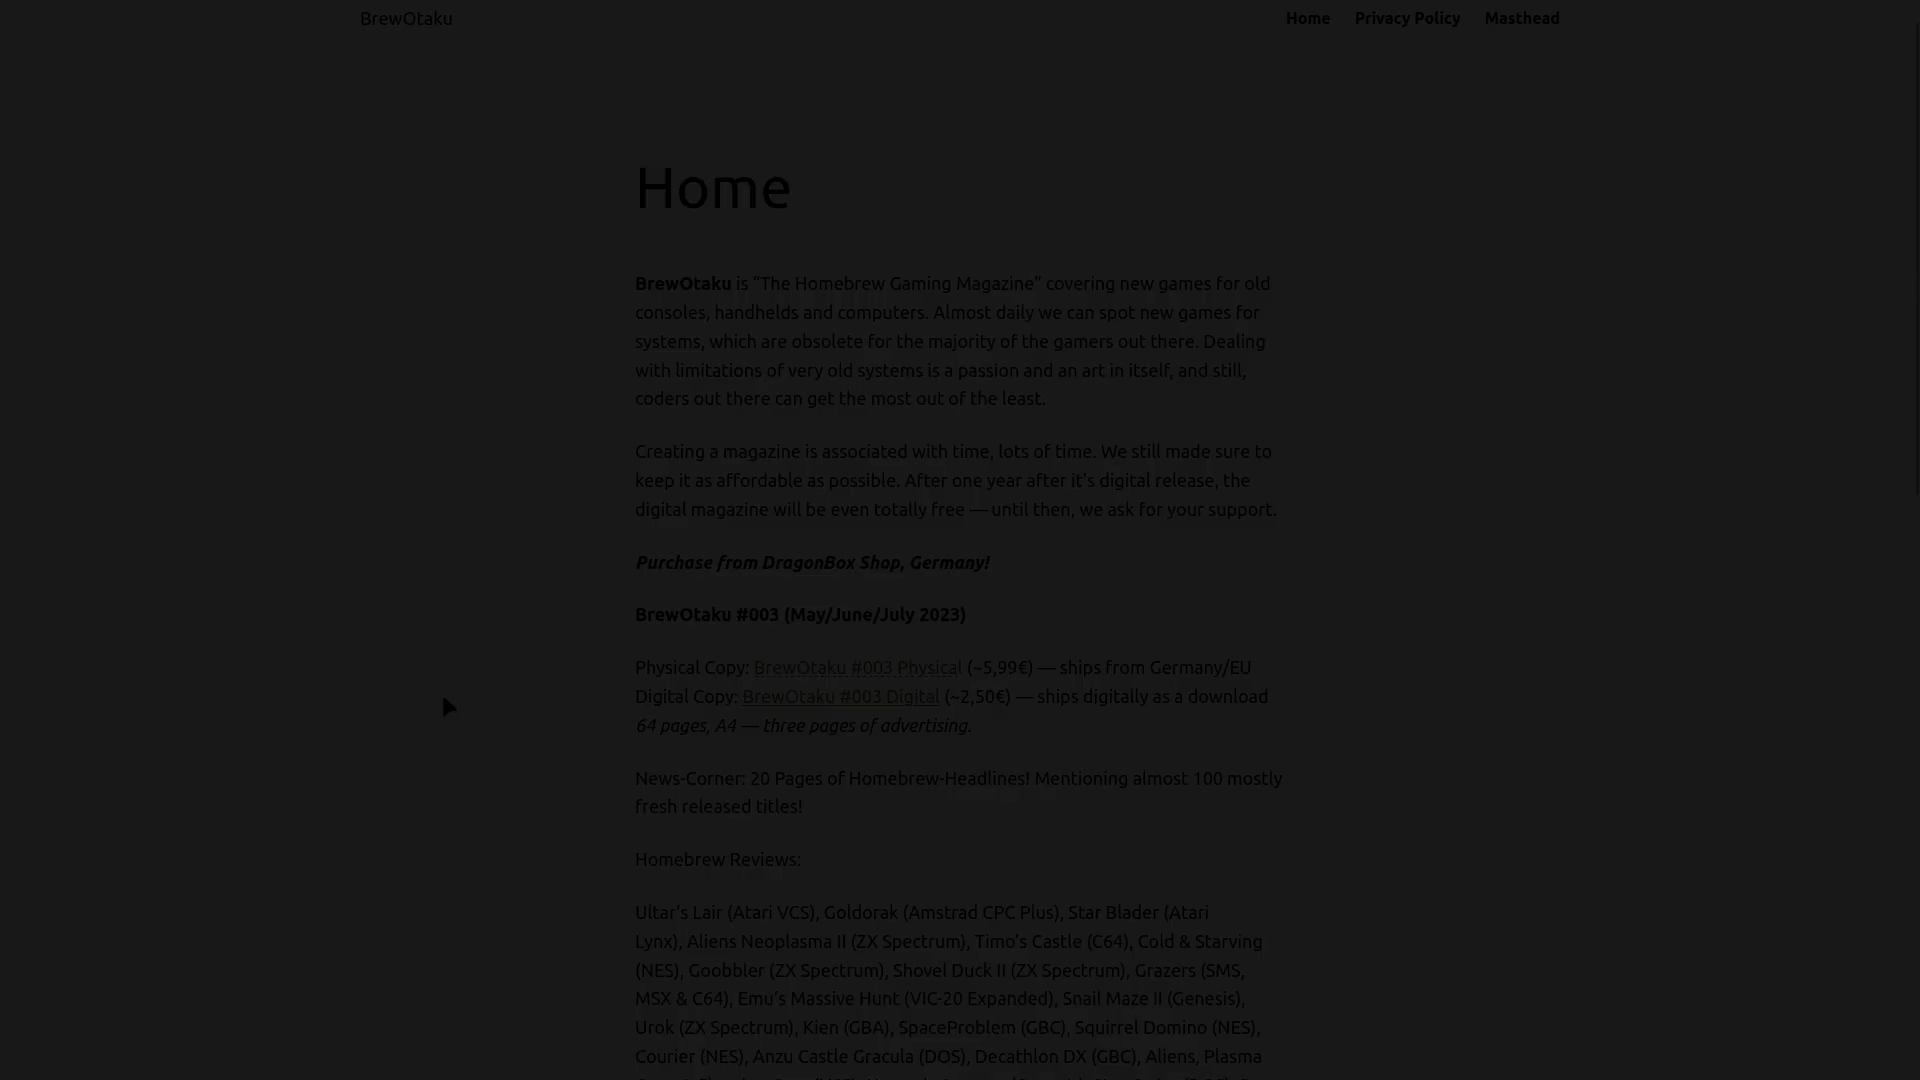 BrewOtaku
Home Privacy Policy Masthead
Home
BrewOtaku is "The Homebrew Gaming Magazine" covering new games for old
consoles, handhelds and computers. Almost daily we can spot new games for
systems, which are obsolete for the majority of the gamers out there. Dealing
with limitations of very old systems is a passion and an art in itself, and still,
coders out there can get the most out of the least.
Creating a magazine is associated with time, lots of time. We still made sure to
keep it as affordable as possible. After one year after it's digital release, the
digital magazine will be even totally free — until then, we ask for your support.
Purchase from DragonBox Shop, Germany!
BrewOtaku #003 (May/June/July 2023)
Physical Copy: BrewOtaku #003 Physical (~5,99€) — ships from Germany/EU
Digital Copy: BrewOtaku #003 Digital (~2,50€) — ships digitally as a download
64 pages, A4 — three pages of advertising.
News-Corner: 20 Pages of Homebrew-Headlines! Mentioning almost 100 mostly
fresh released titles!
Homebrew Reviews:
Ultar's Lair (Atari VCS), Goldorak (Amstrad CPC Plus), Star Blader (Atari
Lynx), Aliens Neoplasma II (ZX Spectrum), Timo's Castle (C64), Cold & Starving
(NES), Goobbler (ZX Spectrum), Shovel Duck II (ZX Spectrum), Grazers (SMS,
MSX & C64), Emu's Massive Hunt (VIC-20 Expanded), Snail Maze II (Genesis),
Urok (ZX Spectrum), Kien (GBA), SpaceProblem (GBC), Squirrel Domino (NES),
Courier (NES), Anzu Castle Gracula (DOS), Decathlon DX (GBC), Aliens, Plasma